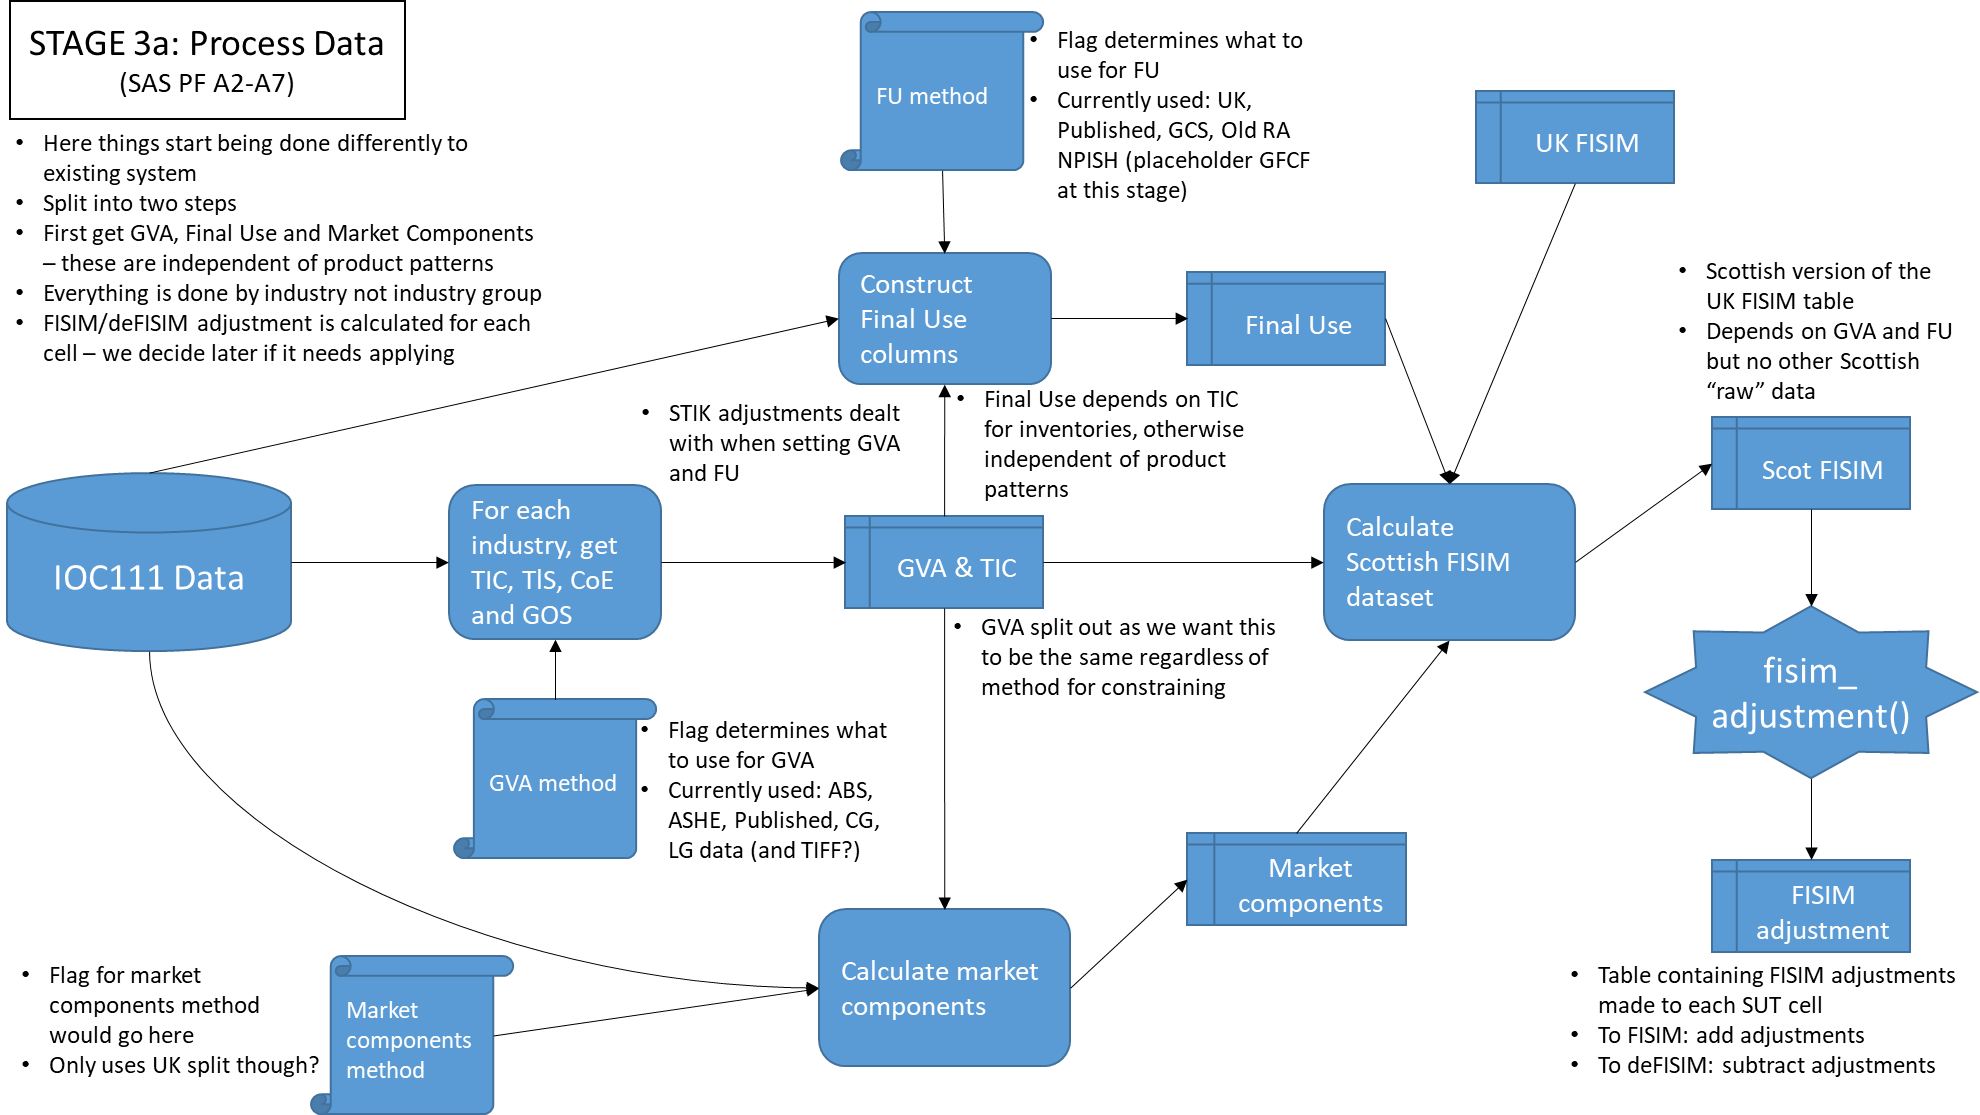 STAGE 3a: Process Data
(SAS PF A2-A7)
• Here things start being done differently to
existing system
• Split into two steps
• First get GVA, Final Use and Market Components
– these are independent of product patterns
• Everything is done by industry not industry group
• FISIM/deFISIM adjustment is calculated for each
cell – we decide later if it needs applying
FU method
• Flag determines what to
use for FU
• Currently used: UK,
Published, GCS, Old RA
NPISH (placeholder GFCF
at this stage)
UK FISIM
Construct
Final Use
columns
Final Use
• Scottish version of the
UK FISIM table
• Depends on GVA and FU
but no other Scottish
“raw” data
• STIK adjustments dealt
with when setting GVA
and FU
• Final Use depends on TIC
for inventories, otherwise
independent of product
patterns
Scot FISIM
IOC111 Data
For each
industry, get
TIC, TlS, CoE
and GOS
GVA & TIC
Calculate
Scottish FISIM
dataset
• GVA split out as we want this
to be the same regardless of
method for constraining
fisim_
adjustment()
GVA method
• Flag determines what
to use for GVA
• Currently used: ABS,
ASHE, Published, CG,
LG data (and TIFF?)
Market
components
FISIM
adjustment
Calculate market
components
• Flag for market
components method
would go here
• Only uses UK split though?
Market
components
method
• Table containing FISIM adjustments
made to each SUT cell
• To FISIM: add adjustments
• To deFISIM: subtract adjustments